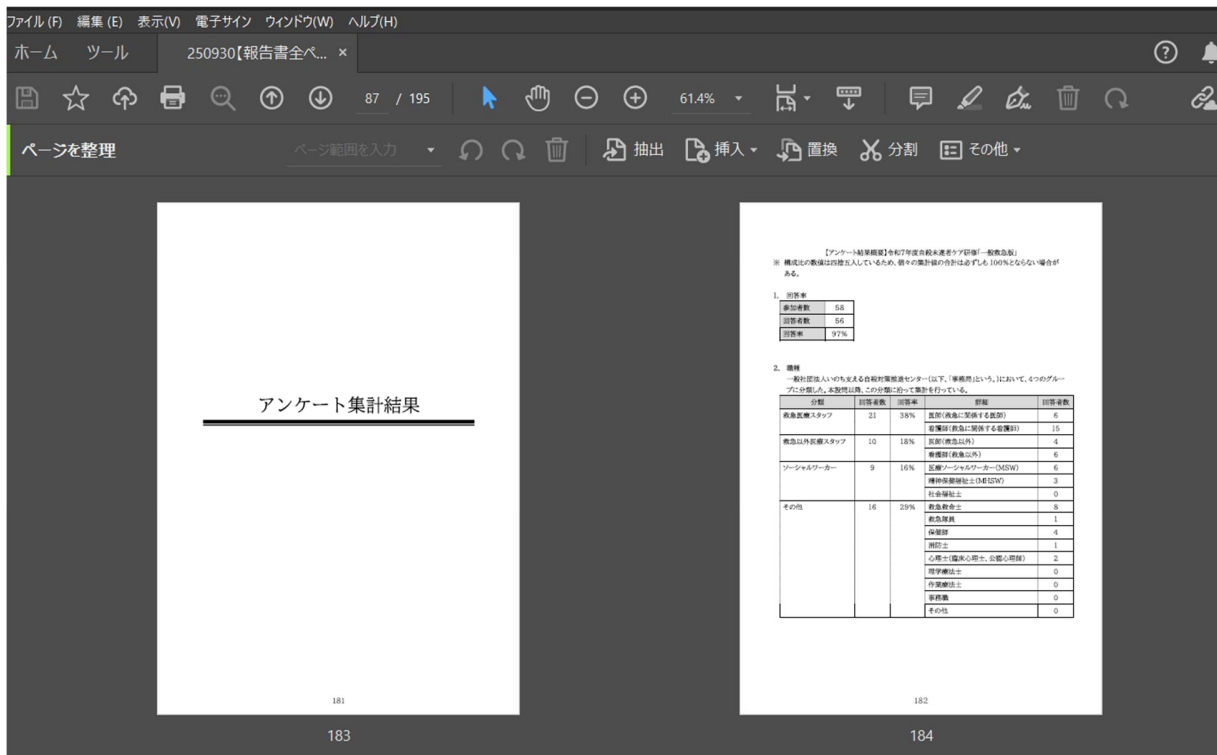 ファイル(F) 編集(E) 表示(V) 電子サイン ウィンドウ(W) ヘルプ(H)
ホーム ツール 250930【報告書全ペ... ×
87 / 195 61.4%
ページを整理 ページ範囲を入力 抽出 挿入 置換 分割 その他
アンケート集計結果
181
183
【アンケート結果概要】令和7年度自殺未遂者ケア研修「一般救急版」
※ 構成比の数値は四捨五入しているため、個々の集計値の合計は必ずしも100%とならない場合が
ある。
1. 回答率
参加者数 58
回答者数 56
回答率 97%
2. 職種
一般社団法人いのち支える自殺対策推進センター(以下、「事務局」という。)において、4つのグルー
プに分類した。本設問以降、この分類に沿って集計を行っている。
分類 回答者数 回答率 詳細 回答者数
救急医療スタッフ 21 38% 医師(救急に関係する医師) 6
看護師(救急に関係する看護師) 15
救急以外医療スタッフ 10 18% 医師(救急以外) 4
看護師(救急以外) 6
ソーシャルワーカー 9 16% 医療ソーシャルワーカー(MSW) 6
精神保健福祉士(MHSW) 3
社会福祉士 0
その他 16 29% 救急救命士 8
救急隊員 1
保健師 4
消防士 1
心理士(臨床心理士、公認心理師) 2
理学療法士 0
作業療法士 0
事務職 0
その他 0
182
184